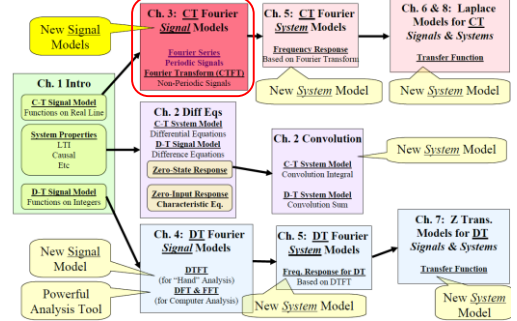 New Signal
Models
Ch. 1 Intro
C-T Signal Model
Functions on Real Line
System Properties
LTI
Causal
Etc
D-T Signal Model
Functions on Integers
Ch. 3: CT Fourier
Signal Models
Fourier Series
Periodic Signals
Fourier Transform (CTFT)
Non-Periodic Signals
Ch. 5: CT Fourier
System Models
Frequency Response
Based on Fourier Transform
New System Model
Ch. 6 & 8: Laplace
Models for CT
Signals & Systems
Transfer Function
New System Model
Ch. 2 Diff Eqs
C-T System Model
Differential Equations
D-T Signal Model
Difference Equations
Zero-State Response
Zero-Input Response
Characteristic Eq.
Ch. 2 Convolution
C-T System Model
Convolution Integral
D-T System Model
Convolution Sum
New System Model
New Signal
Model
Powerful
Analysis Tool
Ch. 4: DT Fourier
Signal Models
DTFT
(for “Hand” Analysis)
DFT & FFT
(for Computer Analysis)
Ch. 5: DT Fourier
System Models
Freq. Response for DT
Based on DTFT
New System Model
Ch. 7: Z Trans.
Models for DT
Signals & Systems
Transfer Function
New System
Model